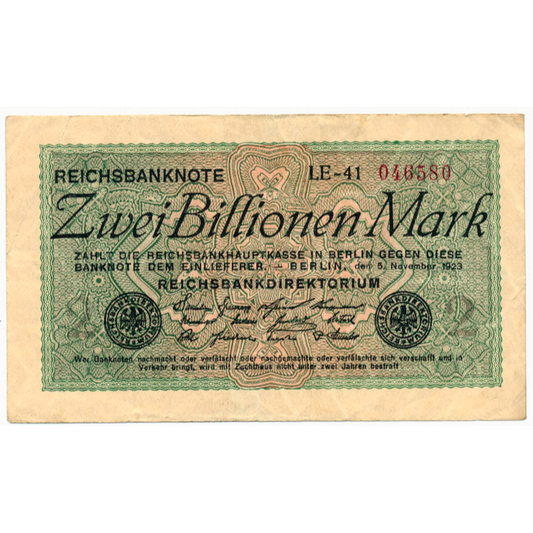 REICHSBANKNOTE LE-41 046580
Zwei Billionen Mark
ZAHLT DIE REICHSBANKHAUPTKASSE IN BERLIN GEGEN DIESE
BANKNOTE DEM EINLIEFERER. – BERLIN, den 5. November 1923
REICHSBANKDIREKTORIUM
Wer Banknoten nachmacht oder verfälscht oder nachgemachte oder verfälschte sich verschafft und in
Verkehr bringt, wird mit Zuchthaus nicht unter zwei Jahren bestraft